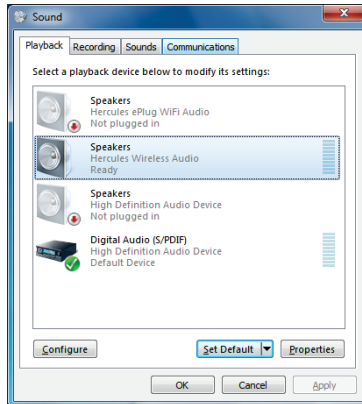 Sound
Playback Recording Sounds Communications
Select a playback device below to modify its settings:
Speakers
Hercules ePlug WiFi Audio
Not plugged in
Speakers
Hercules Wireless Audio
Ready
Speakers
High Definition Audio Device
Not plugged in
Digital Audio (S/PDIF)
High Definition Audio Device
Default Device
Configure Set Default Properties
OK Cancel Apply